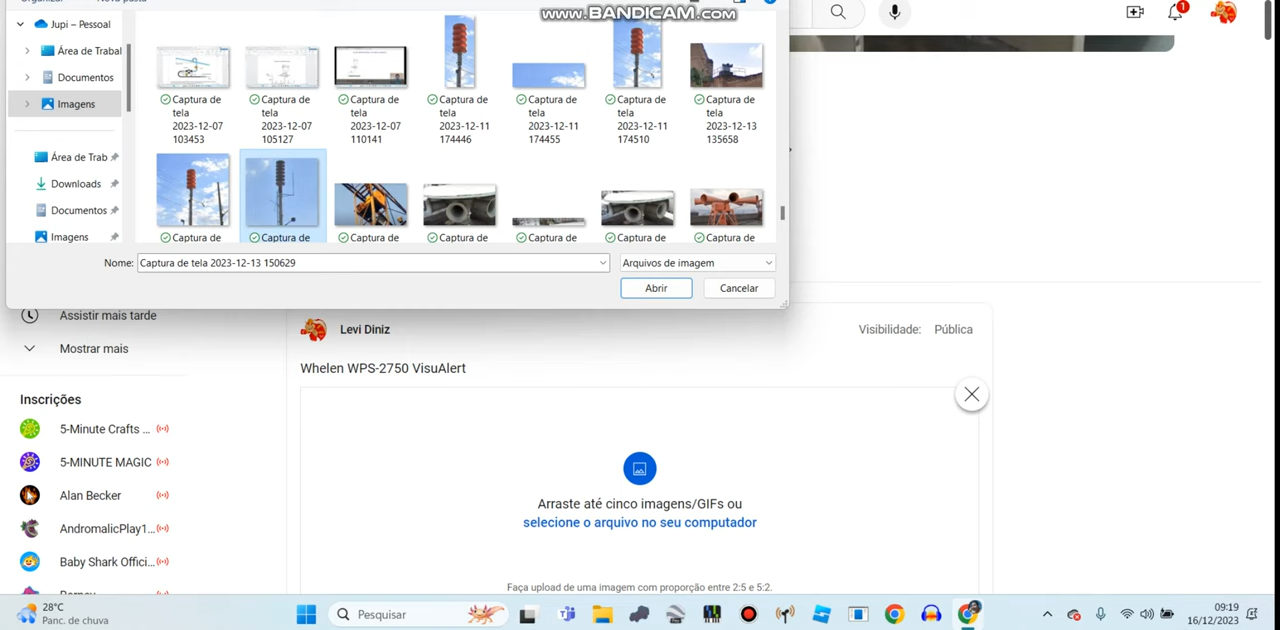 Organizar
Nova pasta
www.BANDICAM.com
1
Jupi – Pessoal
Área de Trabal
Documentos
Imagens
Área de Trab
Downloads
Documentos
Imagens
Captura de tela 2023-12-07 103453
Captura de tela 2023-12-07 105127
Captura de tela 2023-12-07 110141
Captura de tela 2023-12-11 174446
Captura de tela 2023-12-11 174455
Captura de tela 2023-12-11 174510
Captura de tela 2023-12-13 135658
Captura de
Captura de
Captura de
Captura de
Captura de
Captura de
Captura de
Nome: Captura de tela 2023-12-13 150629
Arquivos de imagem
Abrir
Cancelar
Assistir mais tarde
Mostrar mais
Inscrições
5-Minute Crafts ...
5-MINUTE MAGIC
Alan Becker
AndromalicPlay1...
Baby Shark Offici...
Barney
Levi Diniz
Visibilidade: Pública
Whelen WPS-2750 VisuAlert
Arraste até cinco imagens/GIFs ou
selecione o arquivo no seu computador
Faça upload de uma imagem com proporção entre 2:5 e 5:2.
28°C
Panc. de chuva
Pesquisar
09:19
16/12/2023